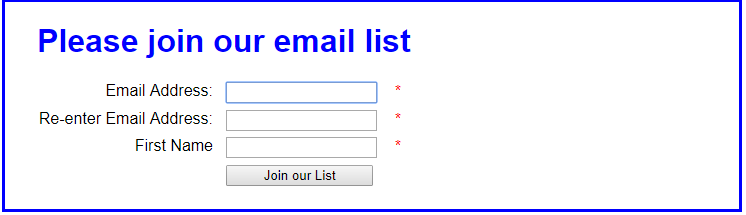 Please join our email list
Email Address: *
Re-enter Email Address: *
First Name *
Join our List